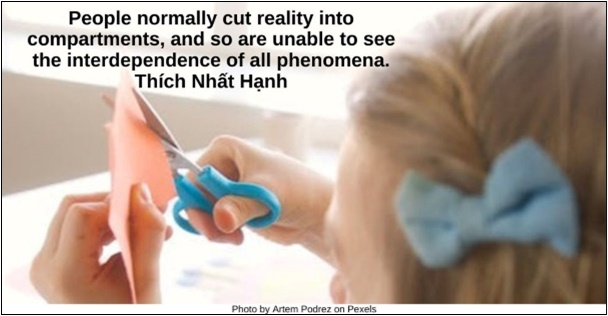 People normally cut reality into
compartments, and so are unable to see
the interdependence of all phenomena.
Thích Nhất Hạnh
Photo by Artem Podrez on Pexels